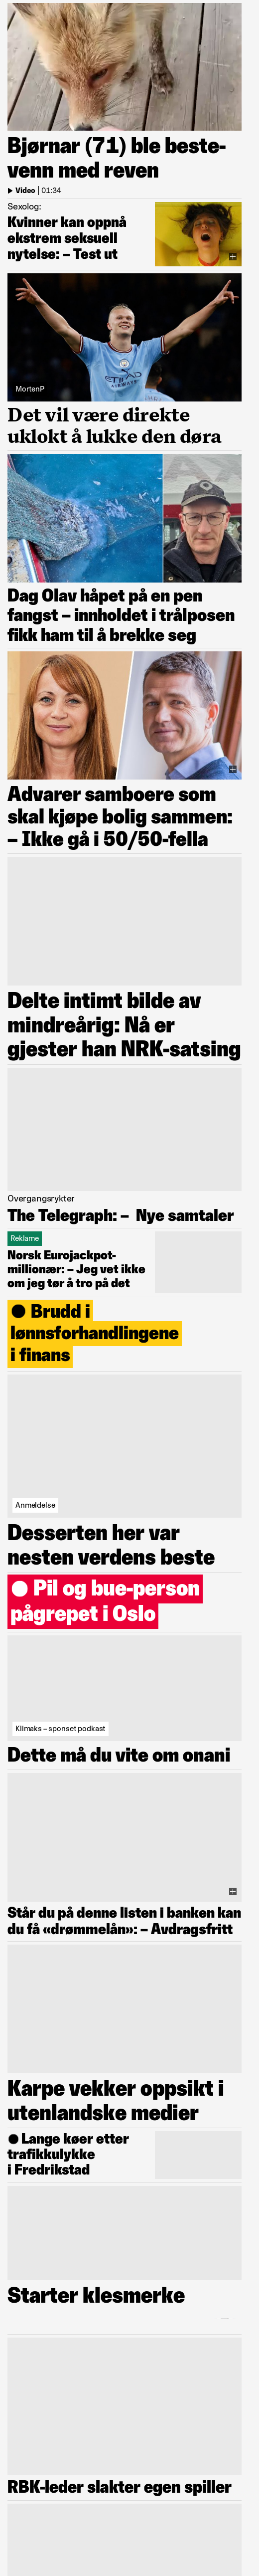 Bjørnar (71) ble beste-
venn med reven
Video | 01:34
Sexolog:
Kvinner kan oppnå
ekstrem seksuell
nytelse: – Test ut
ETIHAD
AIRWAYS
MortenP
Det vil være direkte
uklokt å lukke den døra
Dag Olav håpet på en pen
fangst – innholdet i trålposen
fikk ham til å brekke seg
Advarer samboere som
skal kjøpe bolig sammen:
– Ikke gå i 50/50-fella
Delte intimt bilde av
mindreårig: Nå er
gjester han NRK-satsing
Overgangsrykter
The Telegraph: – Nye samtaler
Reklame
Norsk Eurojackpot-
millionær: – Jeg vet ikke
om jeg tør å tro på det
Brudd i
lønnsforhandlingene
i finans
Anmeldelse
Desserten her var
nesten verdens beste
Pil og bue-person
pågrepet i Oslo
Klimaks – sponset podkast
Dette må du vite om onani
Står du på denne listen i banken kan
du få «drømmelån»: – Avdragsfritt
Karpe vekker oppsikt i
utenlandske medier
Lange køer etter
trafikkulykke
i Fredrikstad
Starter klesmerke
RBK-leder slakter egen spiller